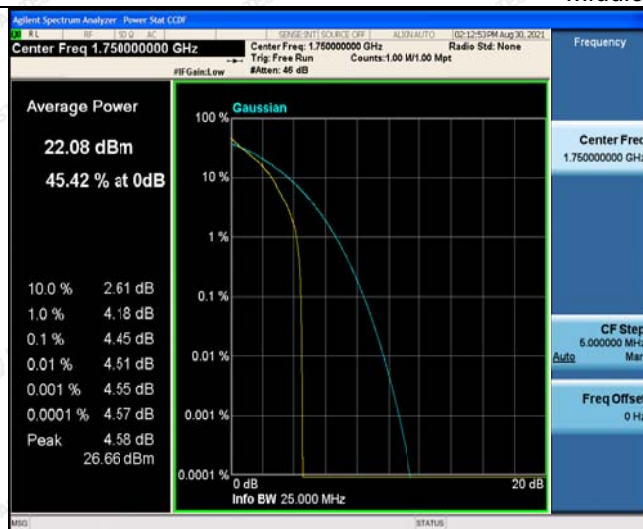 Agilent Spectrum Analyzer - Power Stat CCDF
RL RF 50 Ω AC SENSE:INT SOURCE OFF ALIGN AUTO 02:12:53 PM Aug 30, 2021
Center Freq 1.750000000 GHz
Center Freq: 1.750000000 GHz Radio Std: None
Trig: Free Run Counts:1.00 M/1.00 Mpt
#IFGain:Low #Atten: 46 dB
Frequency
Average Power
22.08 dBm
45.42 % at 0dB
10.0 % 2.61 dB
1.0 % 4.18 dB
0.1 % 4.45 dB
0.01 % 4.51 dB
0.001 % 4.55 dB
0.0001 % 4.57 dB
Peak 4.58 dB
26.66 dBm
Gaussian
100 %
10 %
1 %
0.1 %
0.01 %
0.001 %
0.0001 %
0 dB 20 dB
Info BW 25.000 MHz
Center Freq
1.750000000 GHz
CF Step
5.000000 MHz
Auto Man
Freq Offset
0 Hz
MSG STATUS